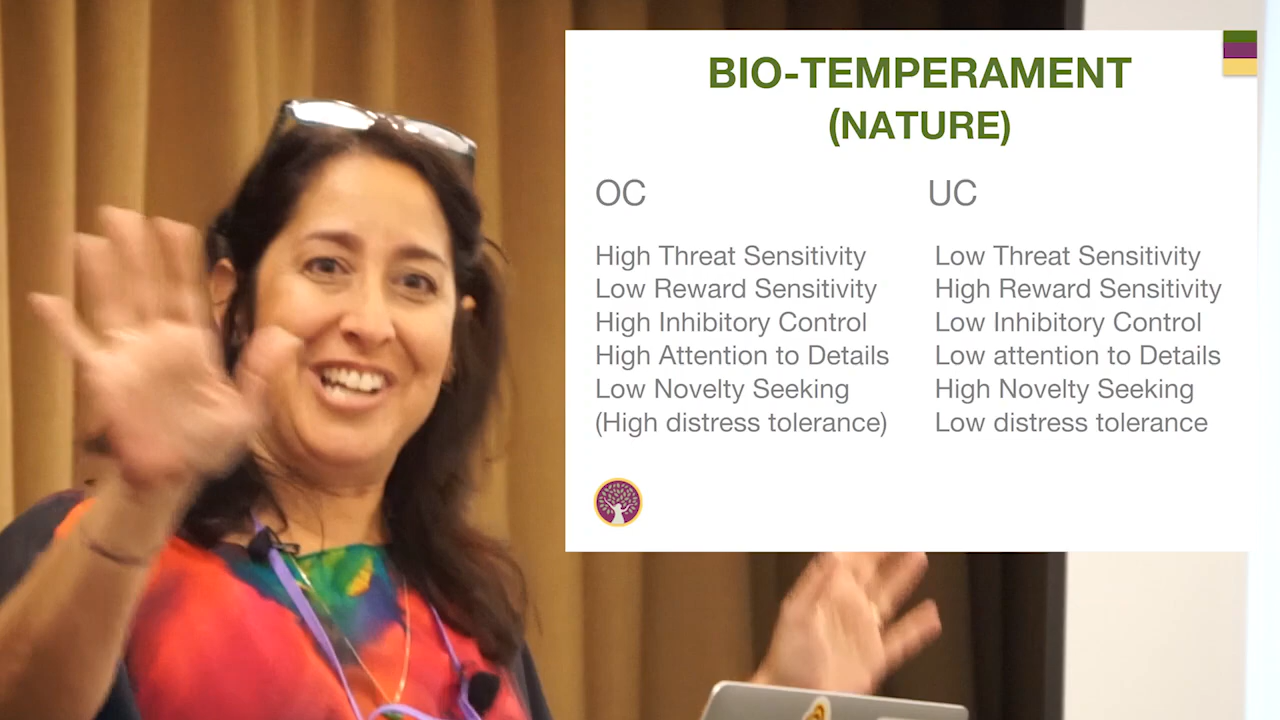 BIO-TEMPERAMENT
(NATURE)
OC
UC
High Threat Sensitivity
Low Reward Sensitivity
High Inhibitory Control
High Attention to Details
Low Novelty Seeking
(High distress tolerance)
Low Threat Sensitivity
High Reward Sensitivity
Low Inhibitory Control
Low attention to Details
High Novelty Seeking
Low distress tolerance